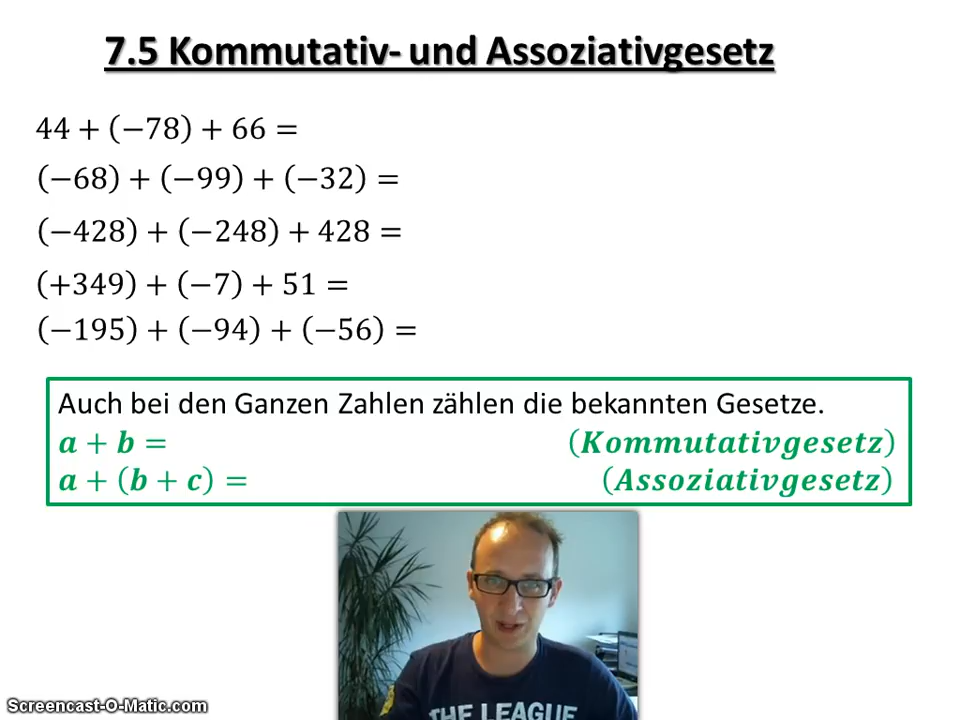 7.5 Kommutativ- und Assoziativgesetz
44 + (−78) + 66 =
(−68) + (−99) + (−32) =
(−428) + (−248) + 428 =
(+349) + (−7) + 51 =
(−195) + (−94) + (−56) =
Auch bei den Ganzen Zahlen zählen die bekannten Gesetze.
a + b = (Kommutativgesetz)
a + (b + c) = (Assoziativgesetz)
THE LEAGUE
Screencast-O-Matic.com